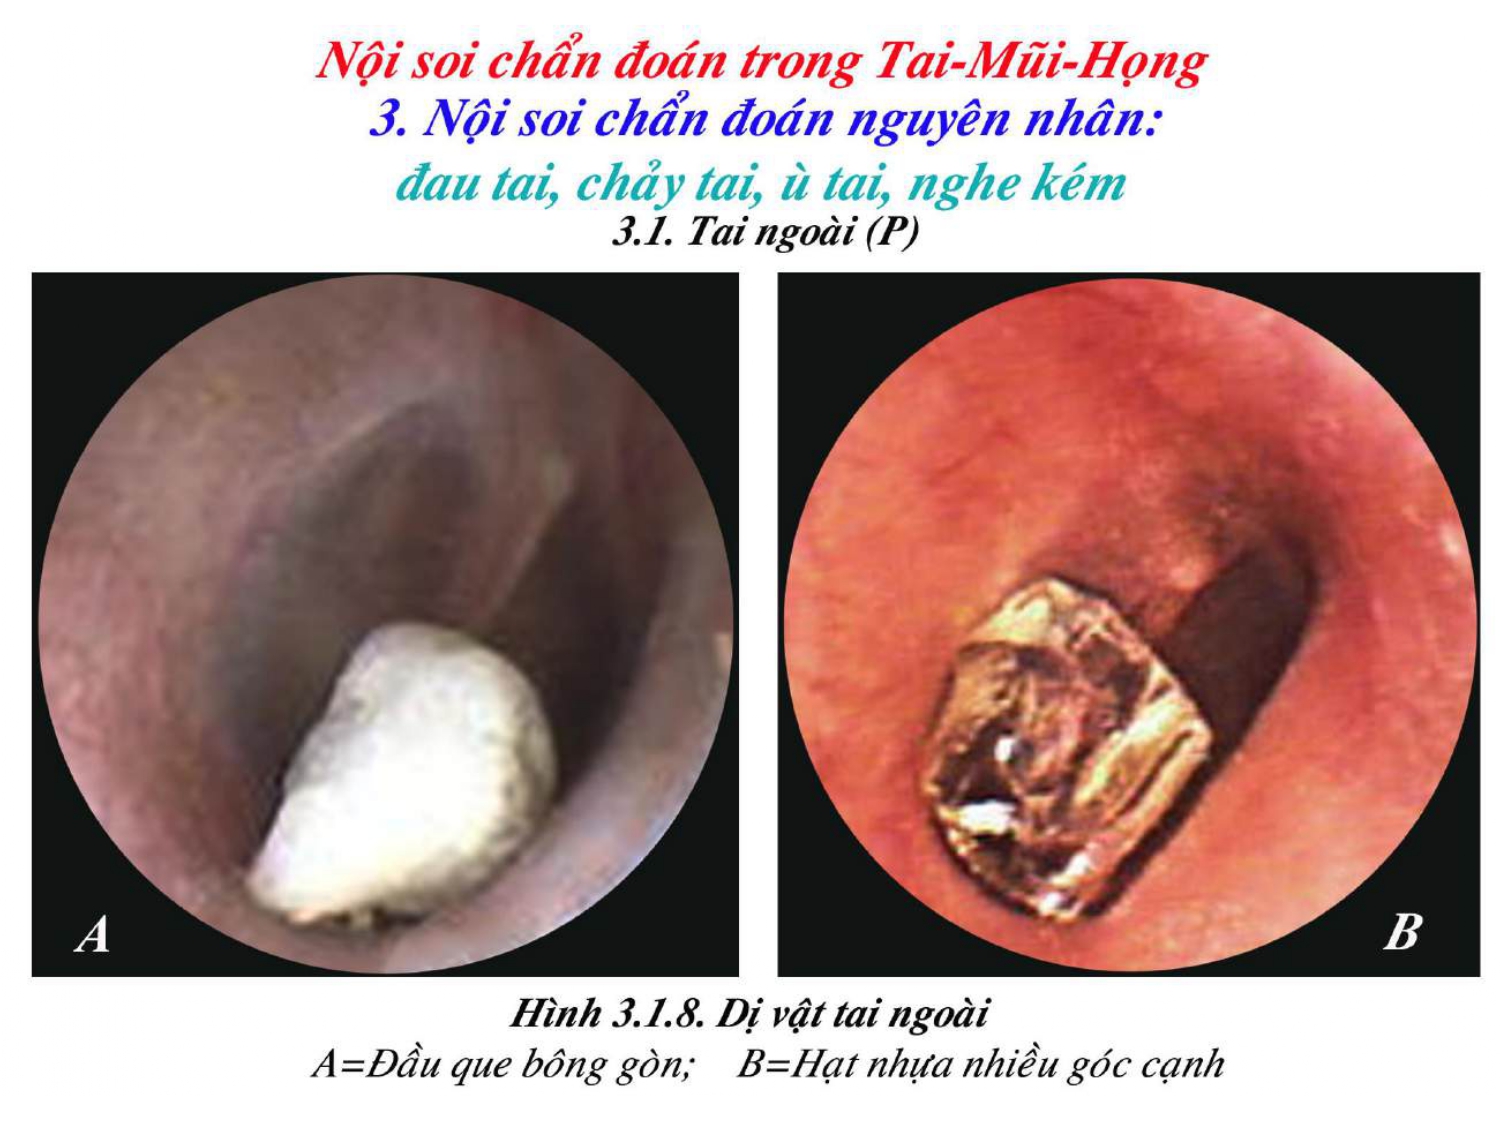 Nội soi chẩn đoán trong Tai-Mũi-Họng
3. Nội soi chẩn đoán nguyên nhân:
đau tai, chảy tai, ù tai, nghe kém
3.1. Tai ngoài (P)
A
B
Hình 3.1.8. Dị vật tai ngoài
A=Đầu que bông gòn; B=Hạt nhựa nhiều góc cạnh